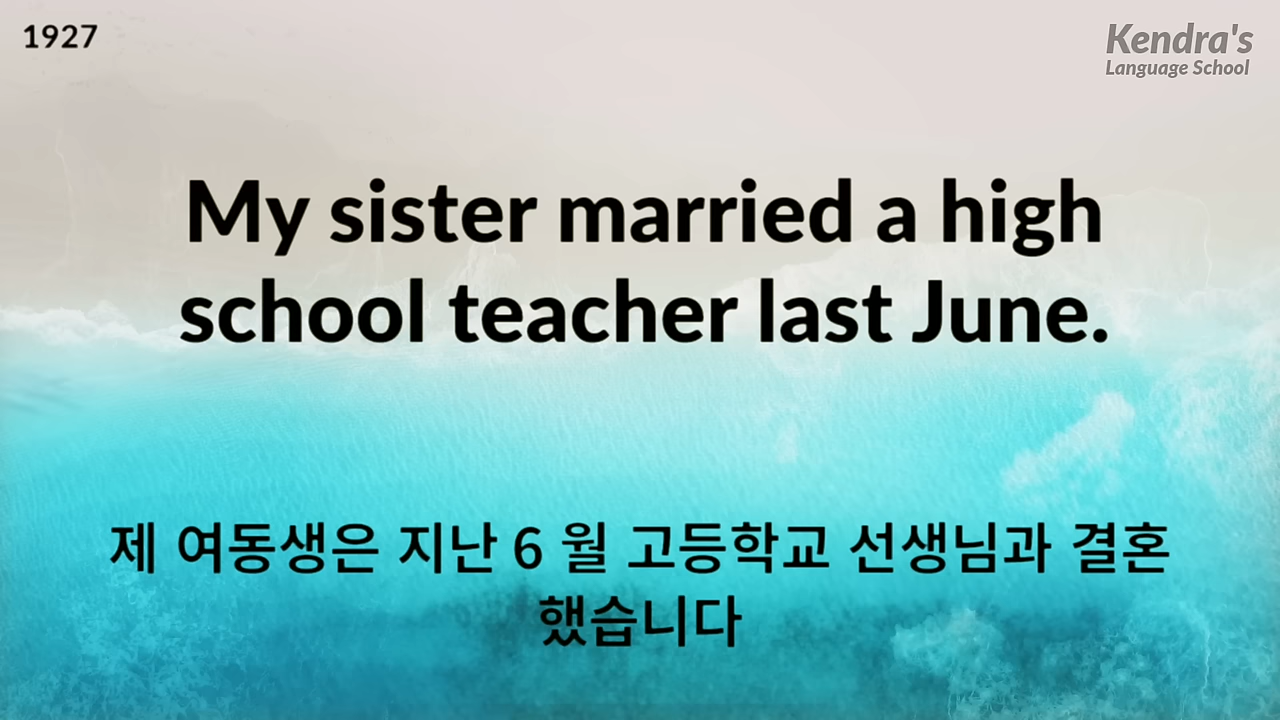 1927
Kendra's
Language School
My sister married a high
school teacher last June.
제 여동생은 지난 6 월 고등학교 선생님과 결혼
했습니다